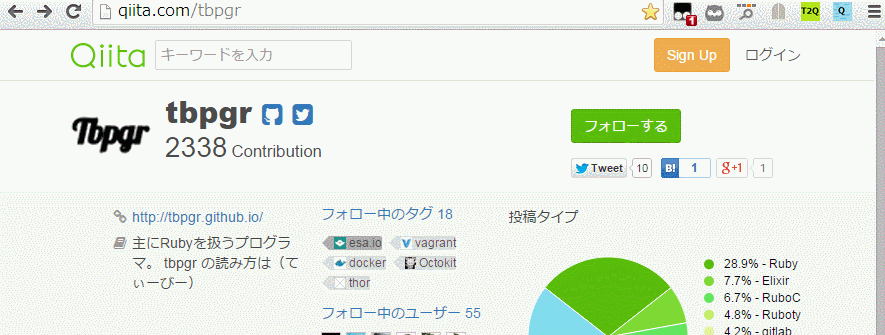 qiita.com/tbpgr
1
T2Q
Q
Qiita
キーワードを入力
Sign Up
ログイン
Tbpgr
tbpgr
2338 Contribution
フォローする
Tweet 10
B! 1
g+1 1
http://tbpgr.github.io/
主にRubyを扱うプログラ
マ。 tbpgr の読み方は（てぃ
ーびー）
フォロー中のタグ 18
esa.io
vagrant
docker
Octokit
thor
フォロー中のユーザー 55
投稿タイプ
28.9% - Ruby
7.7% - Elixir
6.7% - RuboC
4.8% - Ruboty
4.2% - gitlab